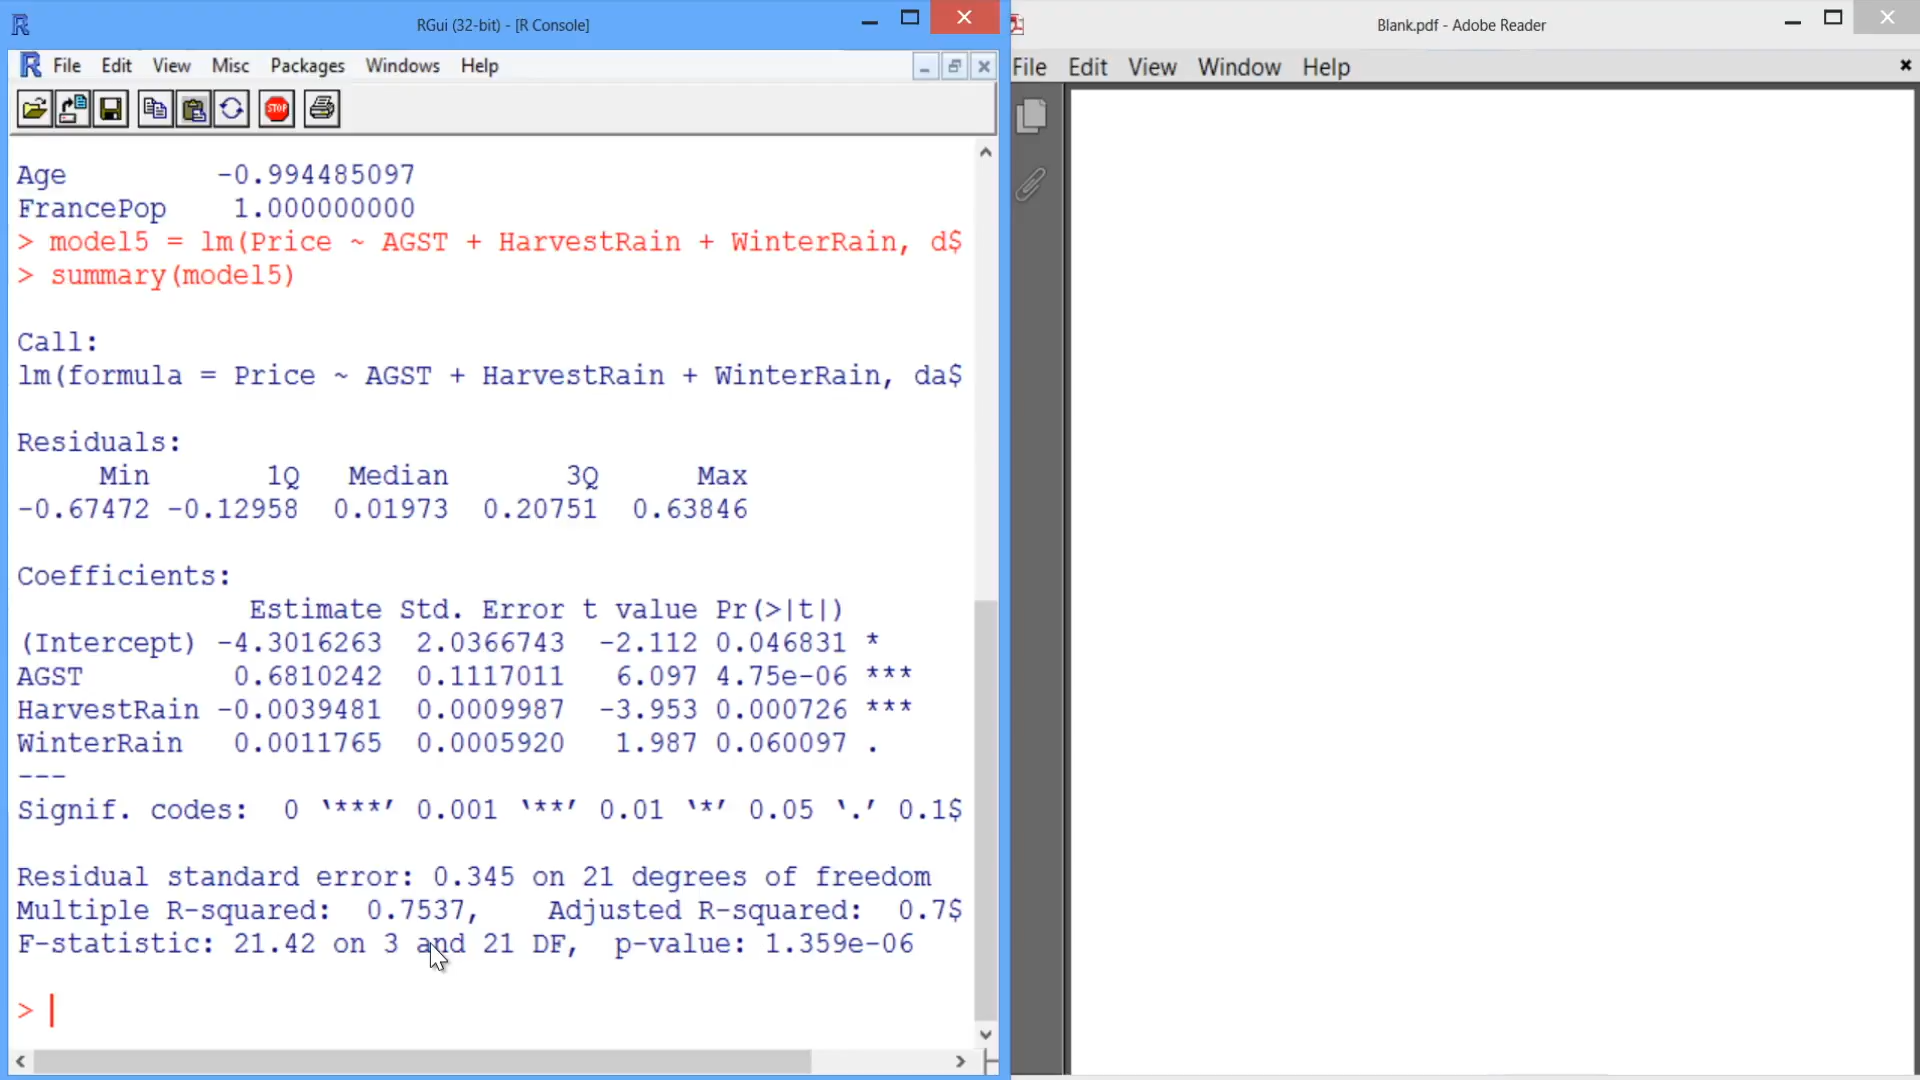 RGui (32-bit) - [R Console]
File Edit View Misc Packages Windows Help
STOP
Age -0.994485097
FrancePop 1.000000000
> model5 = lm(Price ~ AGST + HarvestRain + WinterRain, d$
> summary(model5)
Call:
lm(formula = Price ~ AGST + HarvestRain + WinterRain, da$
Residuals:
Min 1Q Median 3Q Max
-0.67472 -0.12958 0.01973 0.20751 0.63846
Coefficients:
Estimate Std. Error t value Pr(>|t|)
(Intercept) -4.3016263 2.0366743 -2.112 0.046831 *
AGST 0.6810242 0.1117011 6.097 4.75e-06 ***
HarvestRain -0.0039481 0.0009987 -3.953 0.000726 ***
WinterRain 0.0011765 0.0005920 1.987 0.060097 .
---
Signif. codes: 0 ‘***’ 0.001 ‘**’ 0.01 ‘*’ 0.05 ‘.’ 0.1$
Residual standard error: 0.345 on 21 degrees of freedom
Multiple R-squared: 0.7537, Adjusted R-squared: 0.7$
F-statistic: 21.42 on 3 and 21 DF, p-value: 1.359e-06
>
Blank.pdf - Adobe Reader
File Edit View Window Help